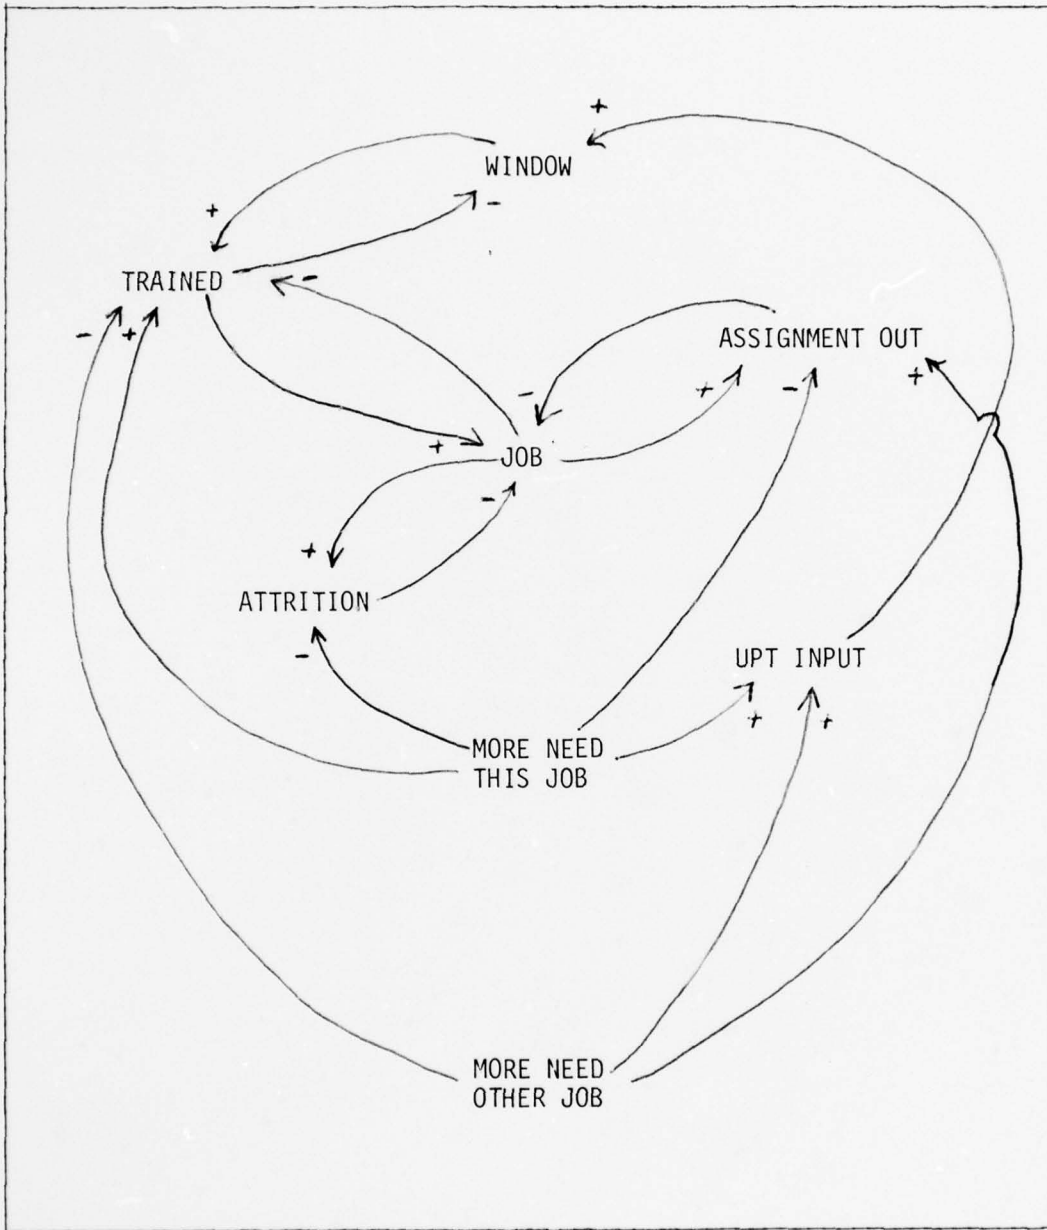 +
WINDOW
-
+
TRAINED
-
- +
ASSIGNMENT OUT
+ - +
-
+
JOB
-
+
ATTRITION
-
UPT INPUT
+ +
MORE NEED
THIS JOB
MORE NEED
OTHER JOB